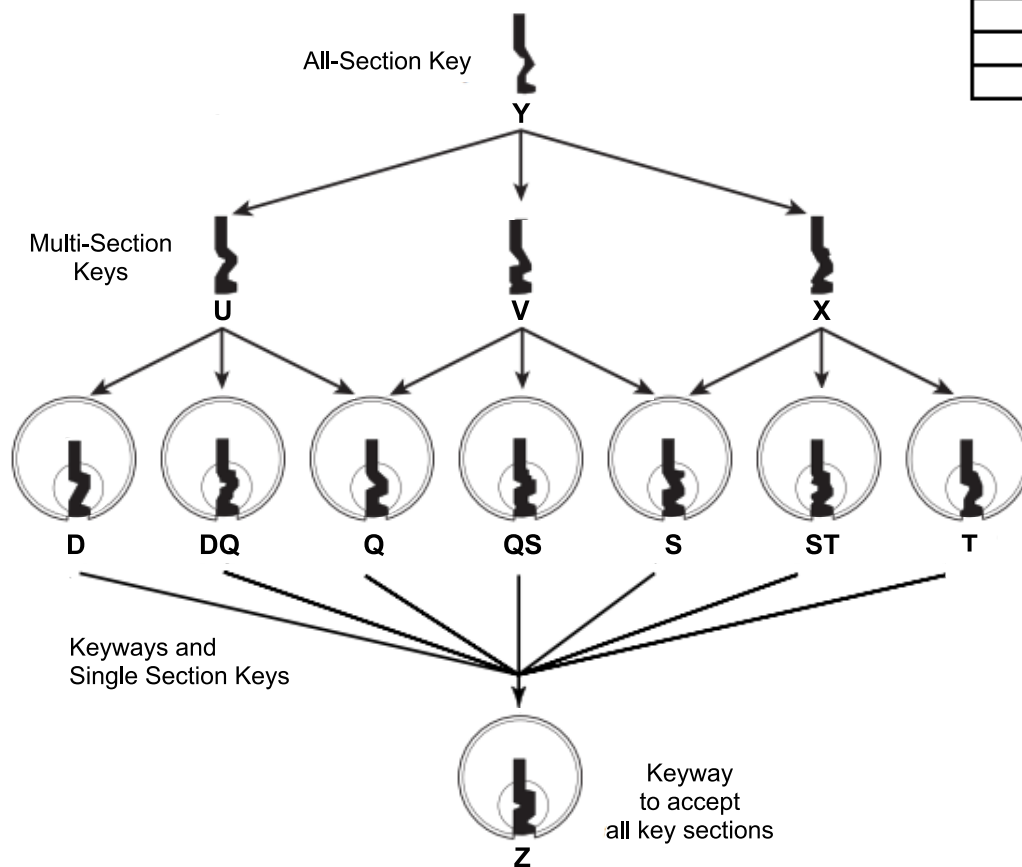 All-Section Key
Y
Multi-Section
Keys
U V X
D DQ Q QS S ST T
Keyways and
Single Section Keys
Keyway
to accept
all key sections
Z